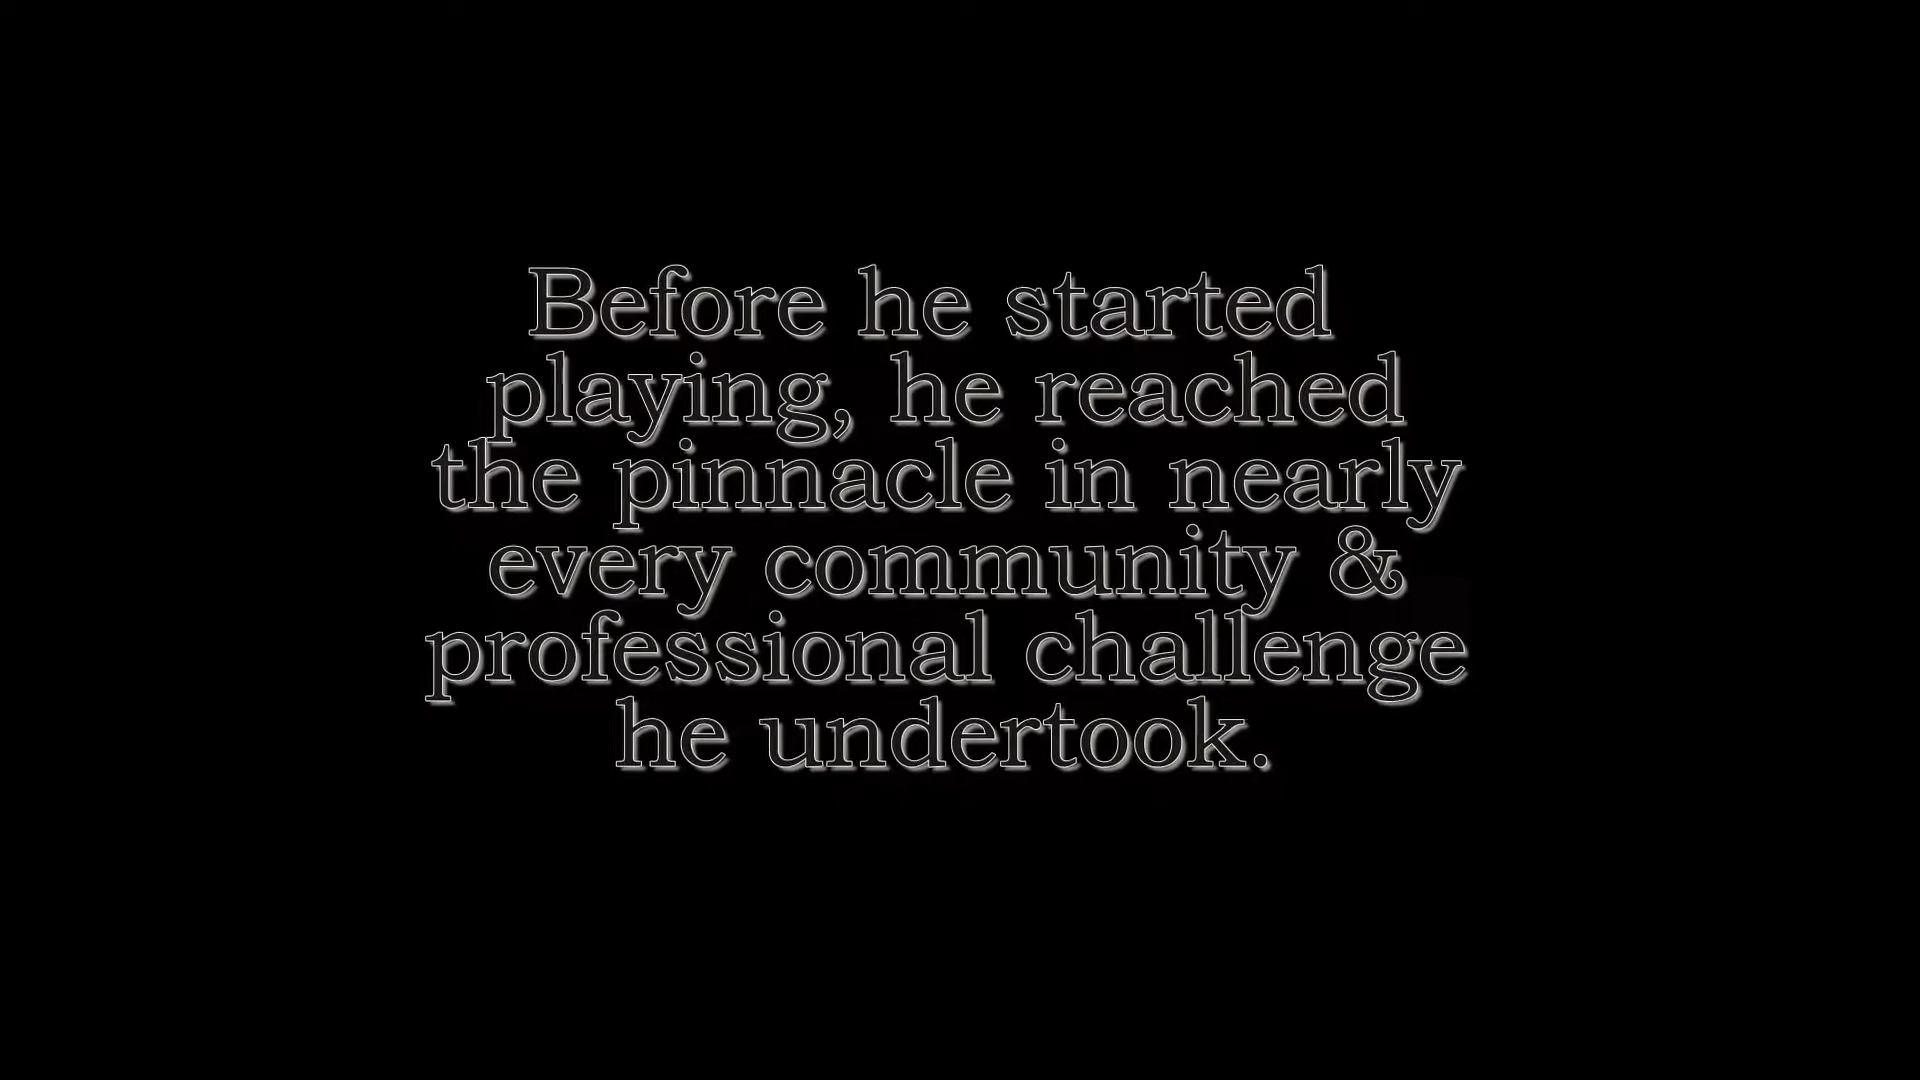 Before he started
playing, he reached
the pinnacle in nearly
every community &
professional challenge
he undertook.